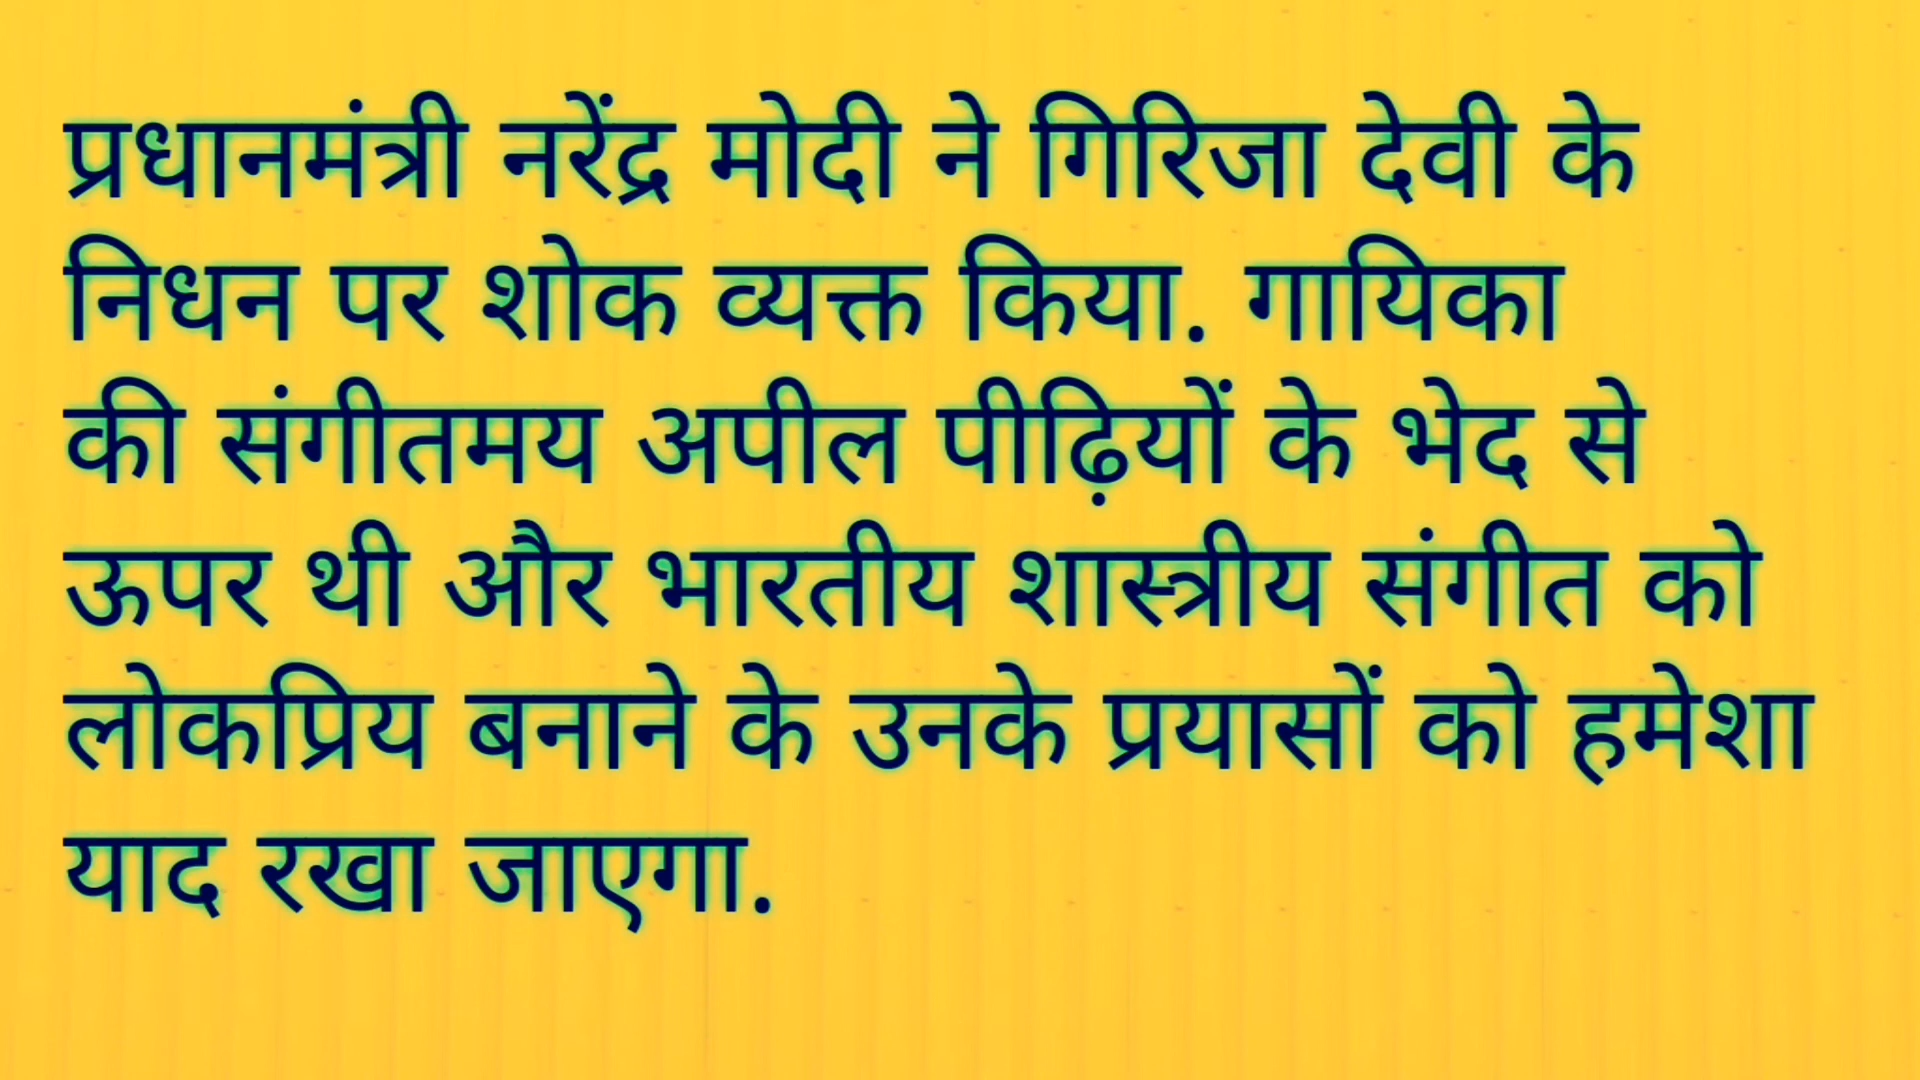 प्रधानमंत्री नरेंद्र मोदी ने गिरिजा देवी के
निधन पर शोक व्यक्त किया. गायिका
की संगीतमय अपील पीढ़ियों के भेद से
ऊपर थी और भारतीय शास्त्रीय संगीत को
लोकप्रिय बनाने के उनके प्रयासों को हमेशा
याद रखा जाएगा.